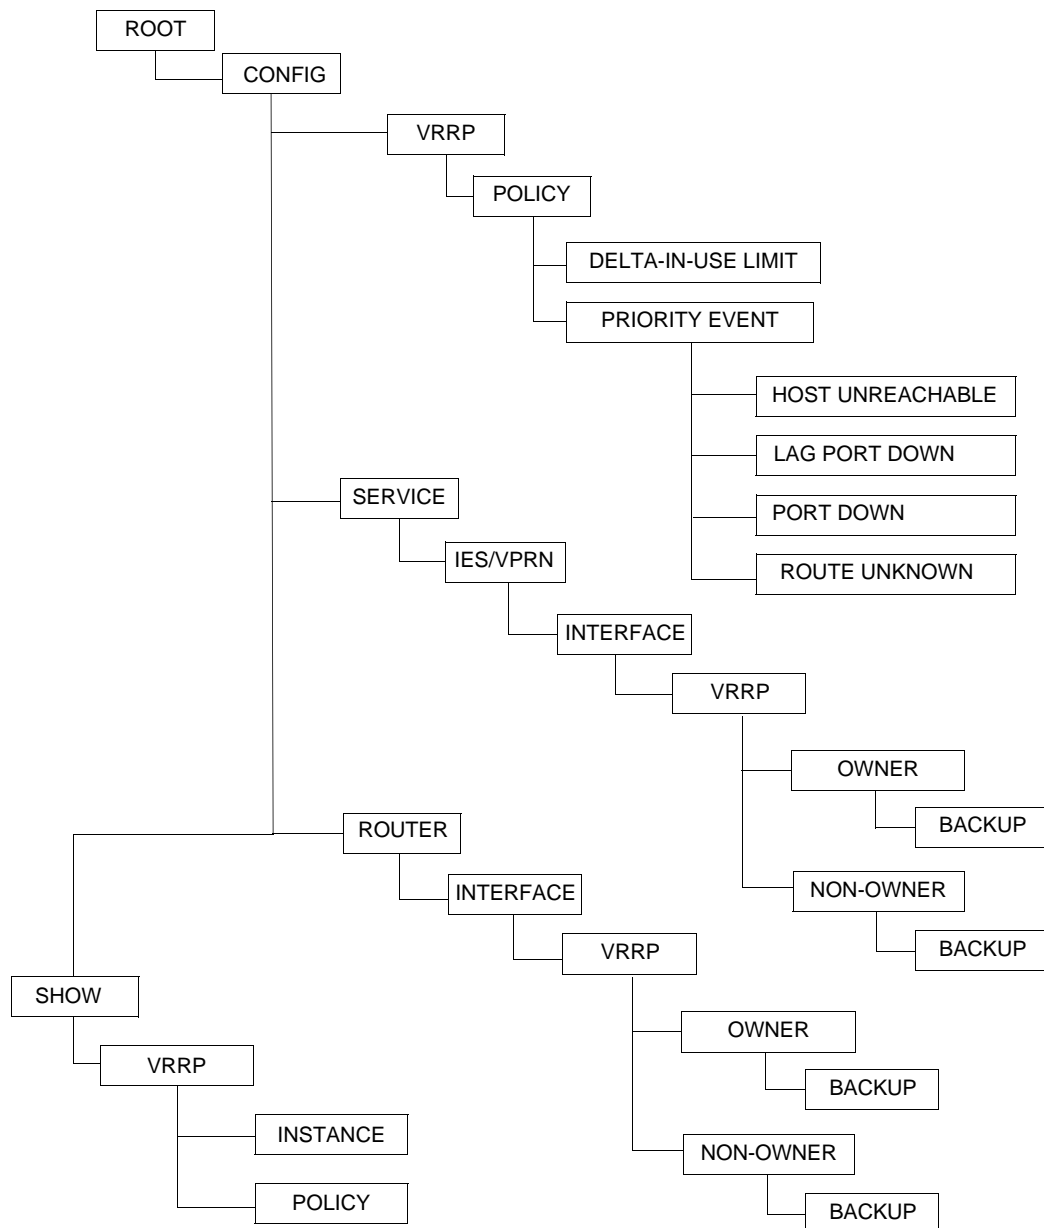 ROOT
CONFIG
VRRP
POLICY
DELTA-IN-USE LIMIT
PRIORITY EVENT
HOST UNREACHABLE
LAG PORT DOWN
PORT DOWN
ROUTE UNKNOWN
SERVICE
IES/VPRN
INTERFACE
VRRP
OWNER
BACKUP
NON-OWNER
BACKUP
ROUTER
INTERFACE
VRRP
OWNER
BACKUP
NON-OWNER
BACKUP
SHOW
VRRP
INSTANCE
POLICY